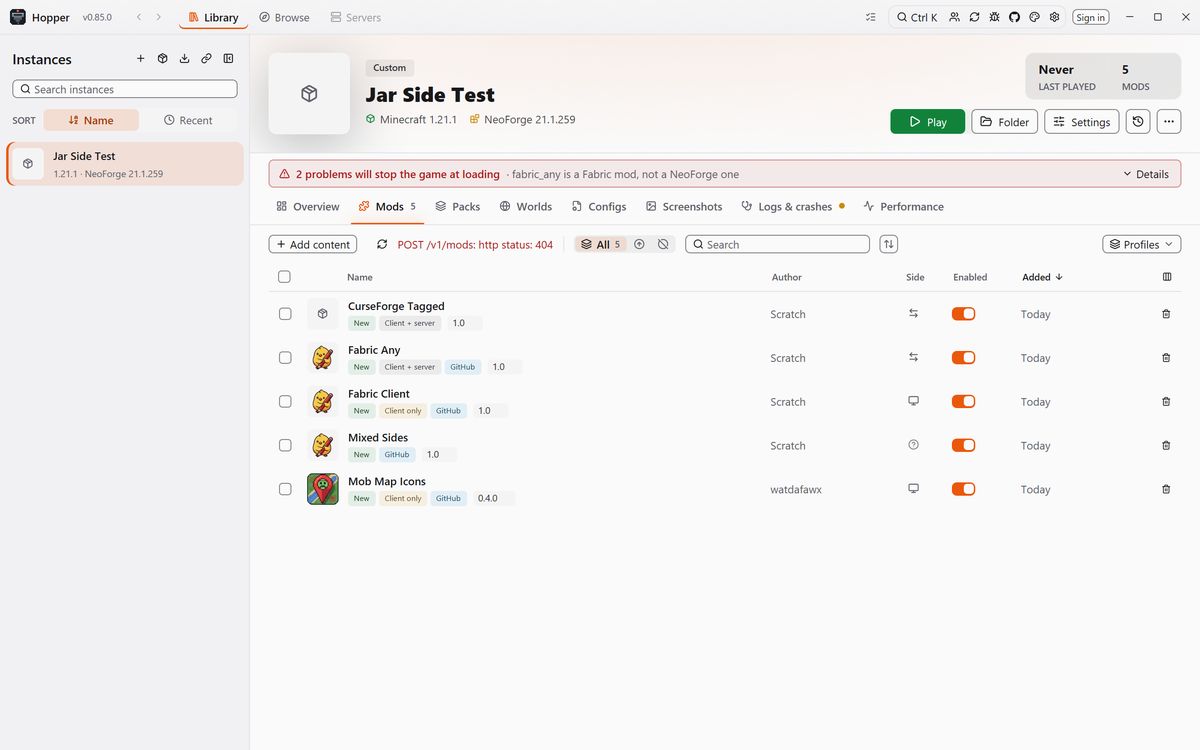 Hopper v0.85.0 Library Browse Servers Ctrl K Sign in
Instances
Search instances
SORT Name Recent
Jar Side Test
1.21.1 · NeoForge 21.1.259
Custom
Jar Side Test
Minecraft 1.21.1 NeoForge 21.1.259
Never 5
LAST PLAYED MODS
Play Folder Settings
2 problems will stop the game at loading · fabric_any is a Fabric mod, not a NeoForge one Details
Overview Mods 5 Packs Worlds Configs Screenshots Logs & crashes Performance
Add content POST /v1/mods: http status: 404 All 5 Search Profiles
Name Author Side Enabled Added
CurseForge Tagged
New Client + server 1.0
Scratch Today
Fabric Any
New Client + server GitHub 1.0
Scratch Today
Fabric Client
New Client only GitHub 1.0
Scratch Today
Mixed Sides
New GitHub 1.0
Scratch Today
Mob Map Icons
New Client only GitHub 0.4.0
watdafawx Today